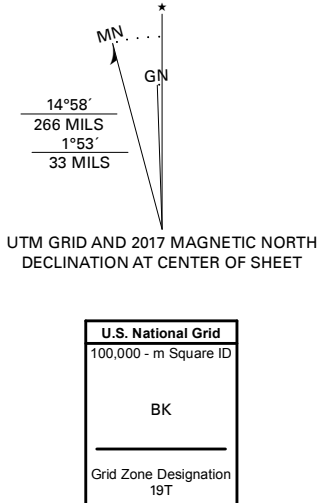 ★
MN
GN
14°58´
266 MILS
1°53´
33 MILS
UTM GRID AND 2017 MAGNETIC NORTH
DECLINATION AT CENTER OF SHEET
U.S. National Grid
100,000 - m Square ID
BK
Grid Zone Designation
19T